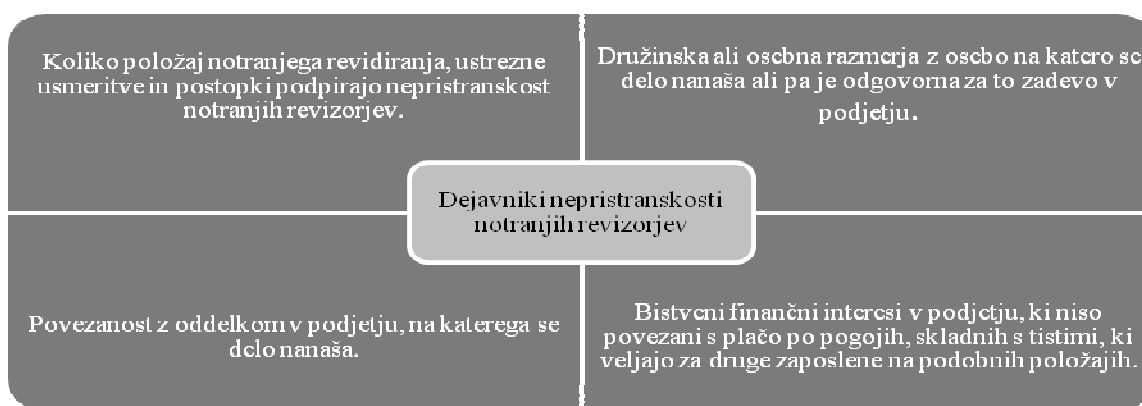 Koliko položaj notranjega revidiranja, ustrezne
usmeritve in postopki podpirajo nepristranskost
notranjih revizorjev.
Družinska ali osebna razmerja z osebo na katero se
delo nanaša ali pa je odgovorna za to zadevo v
podjetju.
Dejavniki nepristranskosti
notranjih revizorjev
Povezanost z oddelkom v podjetju, na katerega se
delo nanaša.
Bistveni finančni interesi v podjetju, ki niso
povezani s plačo po pogojih, skladnih s tistimi, ki
veljajo za druge zaposlene na podobnih položajih.